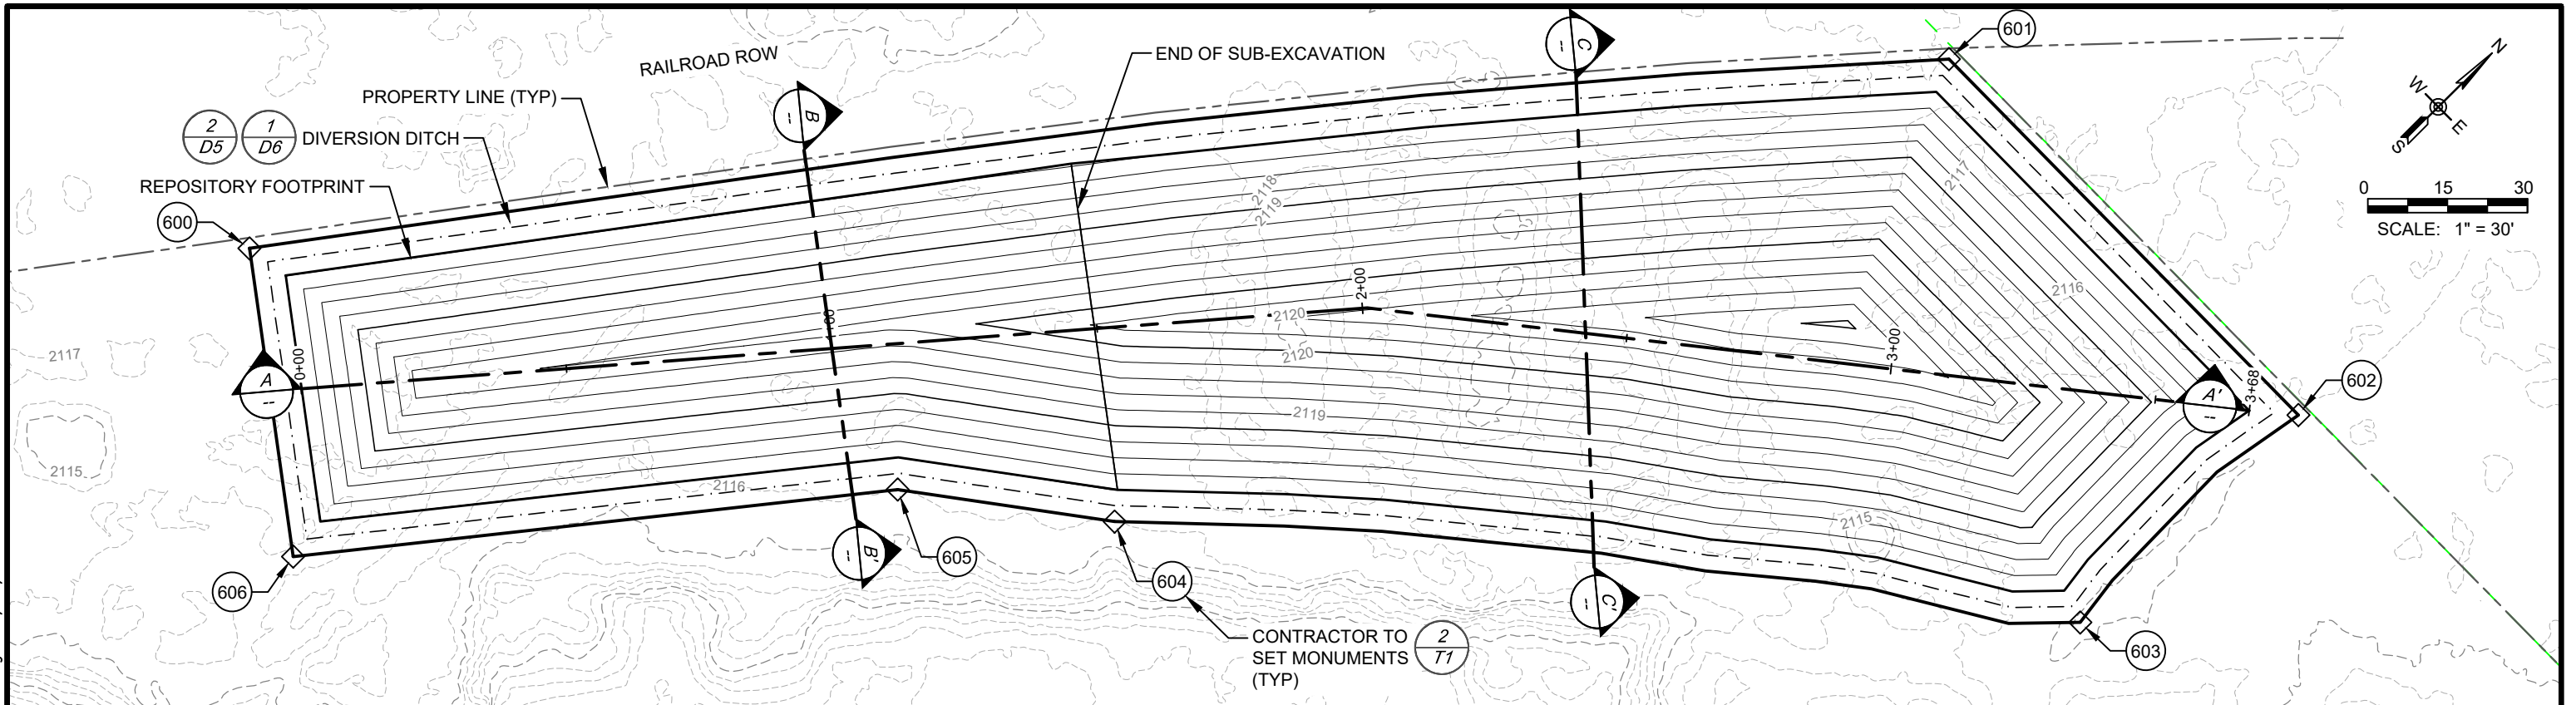 601
C
--
END OF SUB-EXCAVATION
RAILROAD ROW
N
W
E
S
PROPERTY LINE (TYP)
B
--
2
D5
1
D6
DIVERSION DITCH
REPOSITORY FOOTPRINT
600
0 15 30
SCALE: 1" = 30'
2118
2119
2117
2116
2+00
2120
2120
2119
3+00
3+68
0+00
2117
A
--
A'
--
602
2115
2116
2115
B'
--
605
606
604
C'
--
CONTRACTOR TO
SET MONUMENTS
(TYP)
2
T1
603